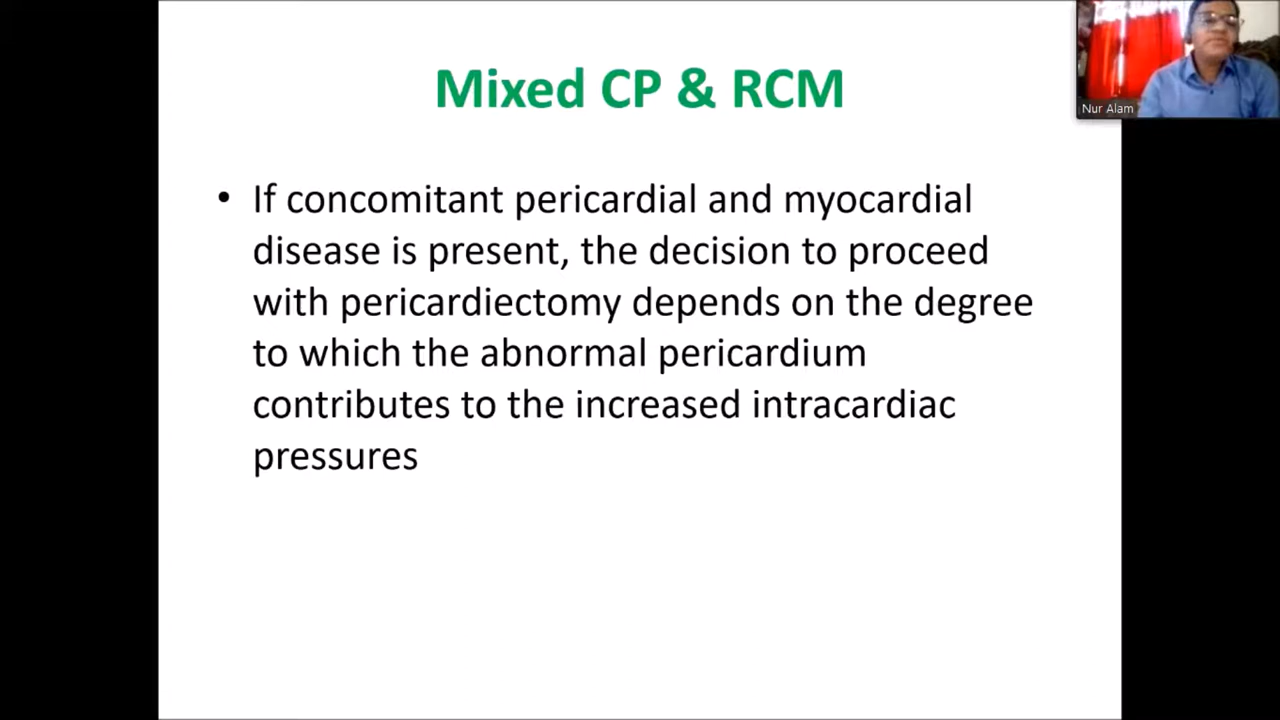 Mixed CP & RCM
Nur Alam
• If concomitant pericardial and myocardial
disease is present, the decision to proceed
with pericardiectomy depends on the degree
to which the abnormal pericardium
contributes to the increased intracardiac
pressures